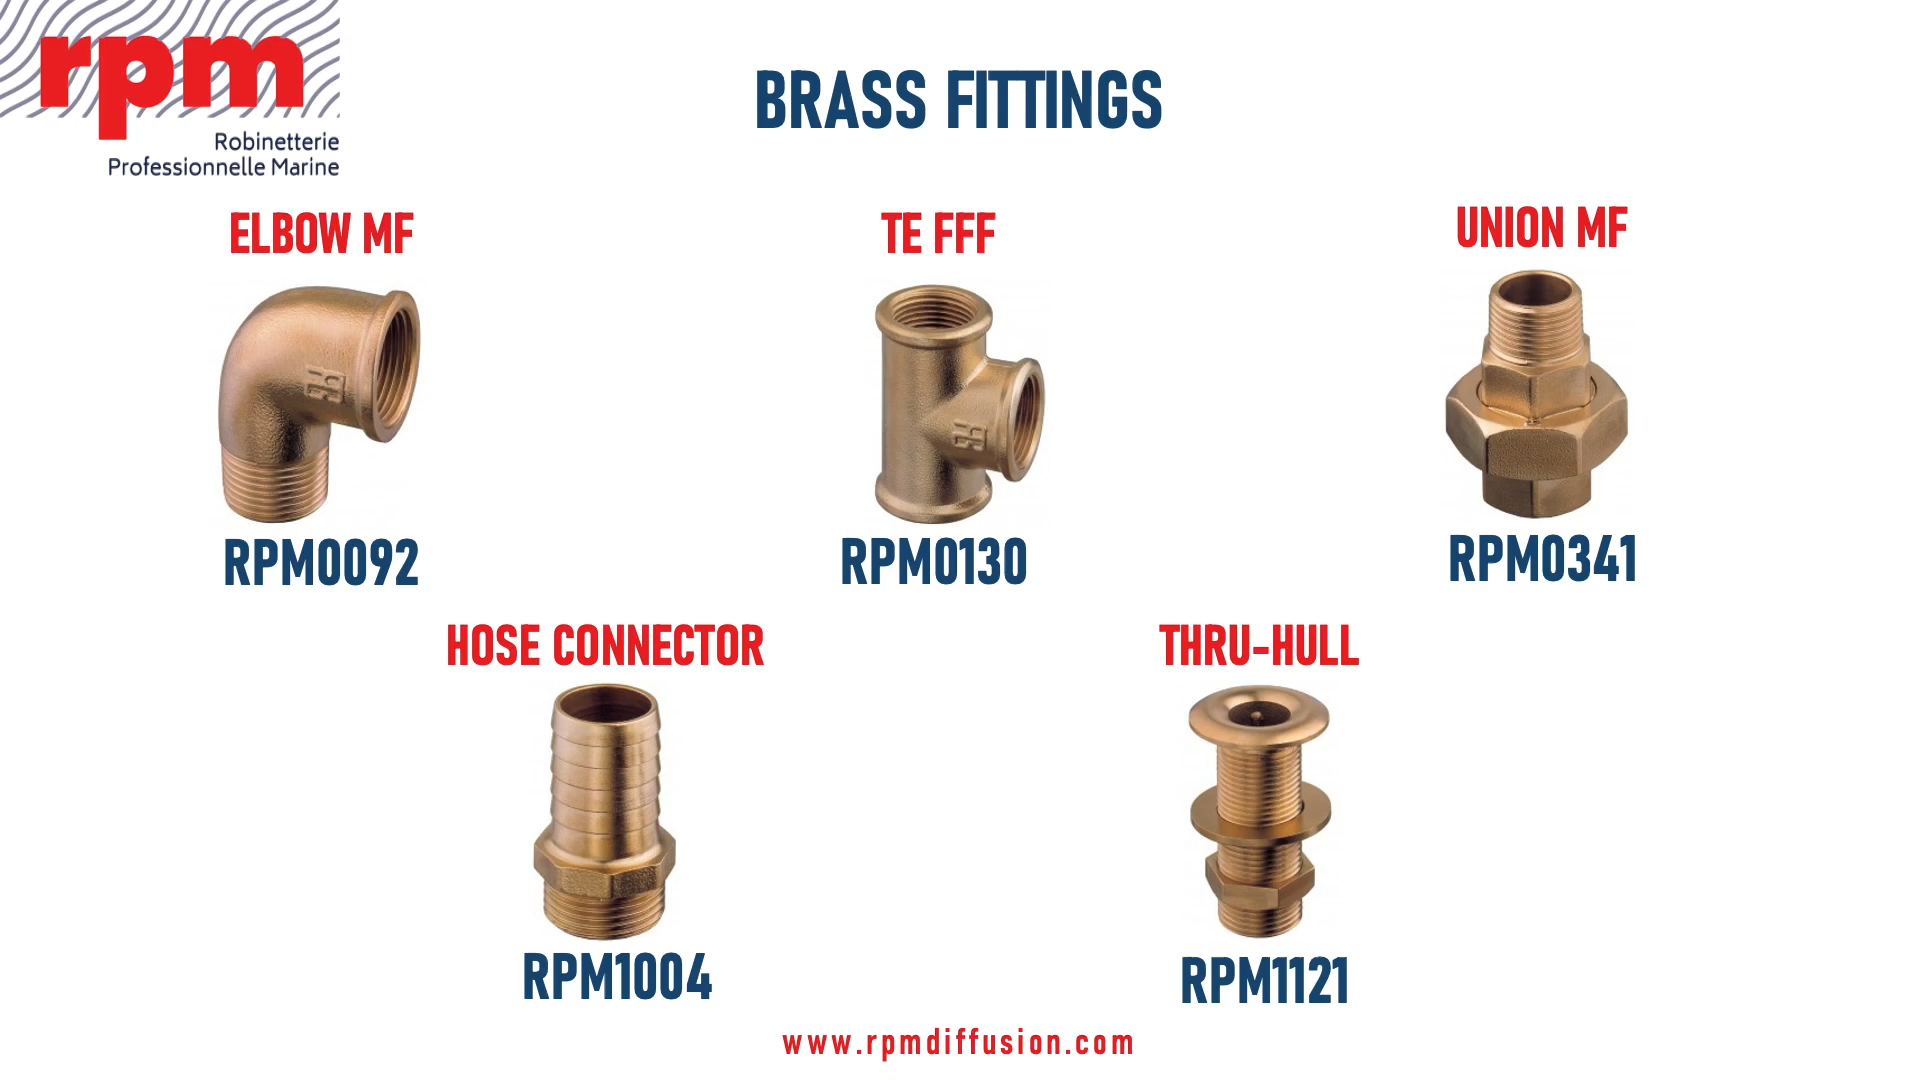 rpm
Robinetterie
Professionnelle Marine
BRASS FITTINGS
ELBOW MF
TE FFF
UNION MF
RPM0092
RPM0130
RPM0341
HOSE CONNECTOR
THRU-HULL
RPM1004
RPM1121
www.rpmdiffusion.com